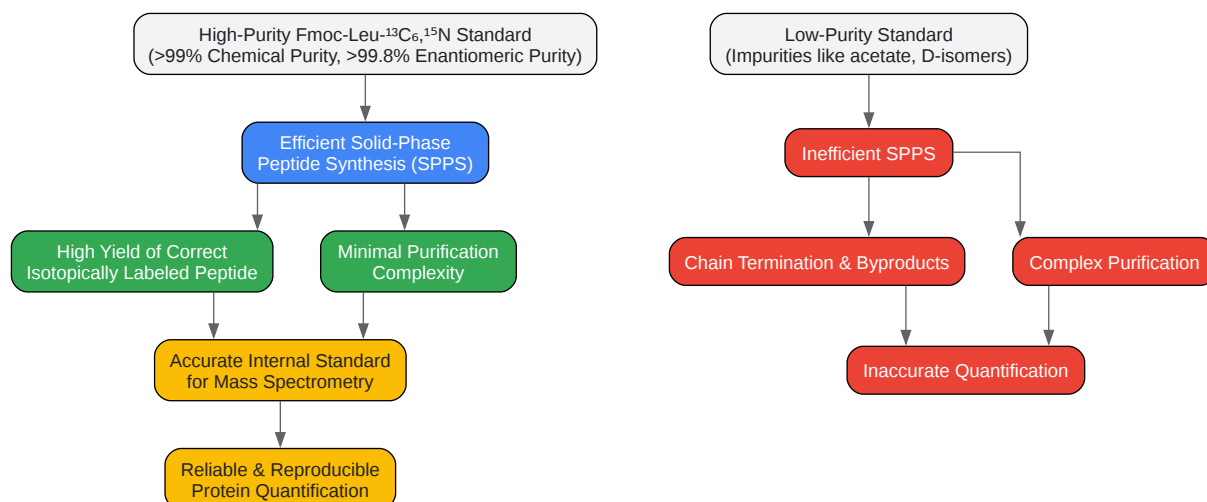 High-Purity Fmoc-Leu-¹³C₆,¹⁵N Standard
(>99% Chemical Purity, >99.8% Enantiomeric Purity)
Efficient Solid-Phase
Peptide Synthesis (SPPS)
High Yield of Correct
Isotopically Labeled Peptide
Minimal Purification
Complexity
Accurate Internal Standard
for Mass Spectrometry
Reliable & Reproducible
Protein Quantification
Low-Purity Standard
(Impurities like acetate, D-isomers)
Inefficient SPPS
Chain Termination & Byproducts
Complex Purification
Inaccurate Quantification